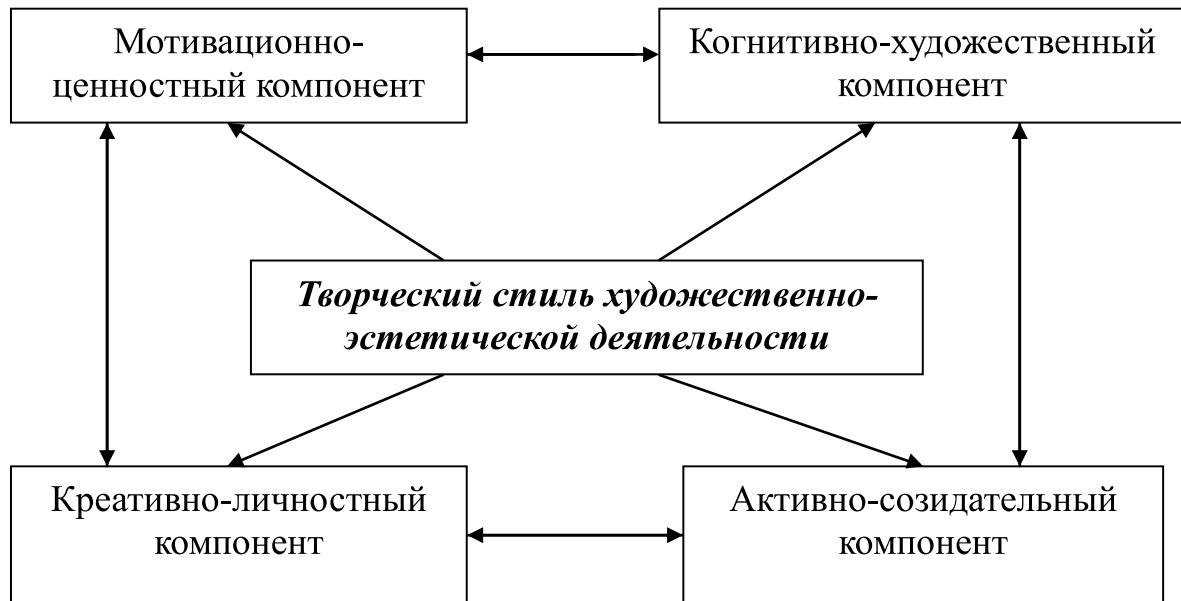 Мотивационно-
ценностный компонент
Когнитивно-художественный
компонент
Творческий стиль художественно-
эстетической деятельности
Креативно-личностный
компонент
Активно-созидательный
компонент